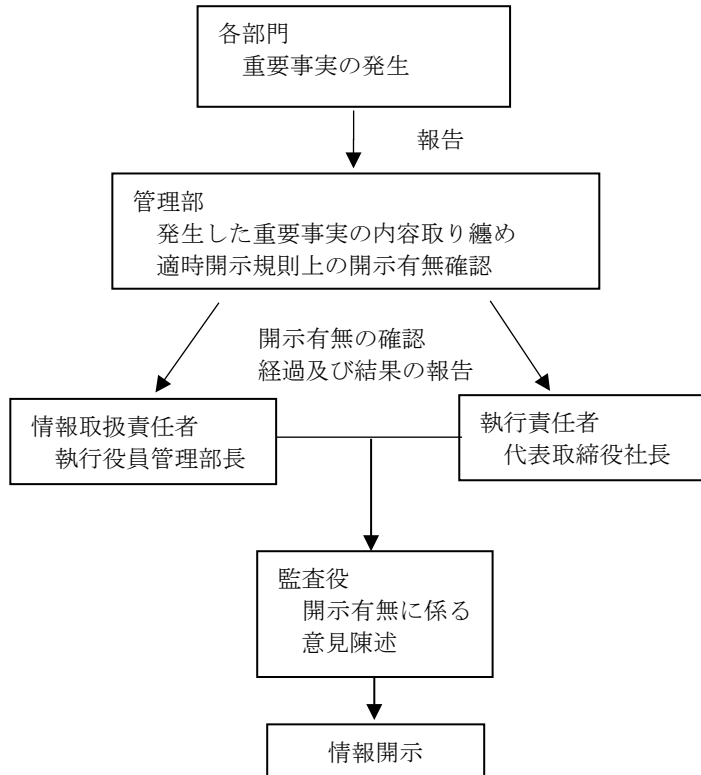 各部門
重要事実の発生
報告
管理部
発生した重要事実の内容取り纏め
適時開示規則上の開示有無確認
開示有無の確認
経過及び結果の報告
情報取扱責任者
執行役員管理部長
執行責任者
代表取締役社長
監査役
開示有無に係る
意見陳述
情報開示